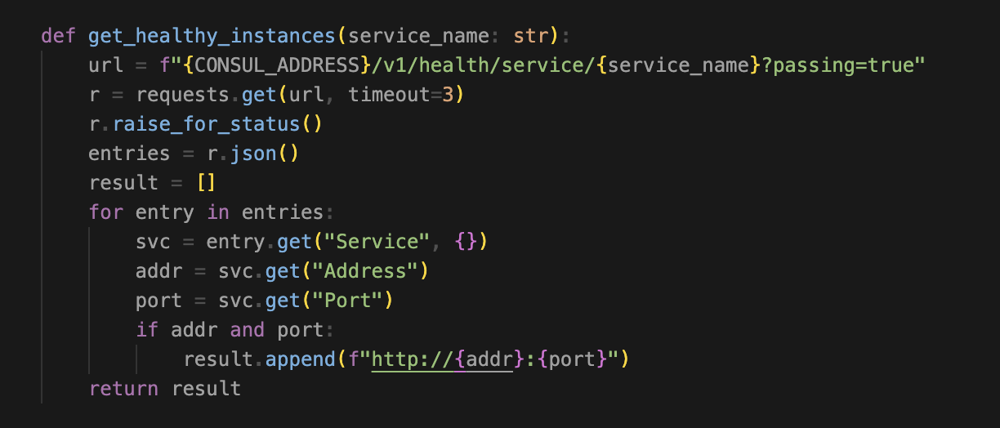 def get_healthy_instances(service_name: str):
    url = f"{CONSUL_ADDRESS}/v1/health/service/{service_name}?passing=true"
    r = requests.get(url, timeout=3)
    r.raise_for_status()
    entries = r.json()
    result = []
    for entry in entries:
        svc = entry.get("Service", {})
        addr = svc.get("Address")
        port = svc.get("Port")
        if addr and port:
            result.append(f"http://{addr}:{port}")
    return result